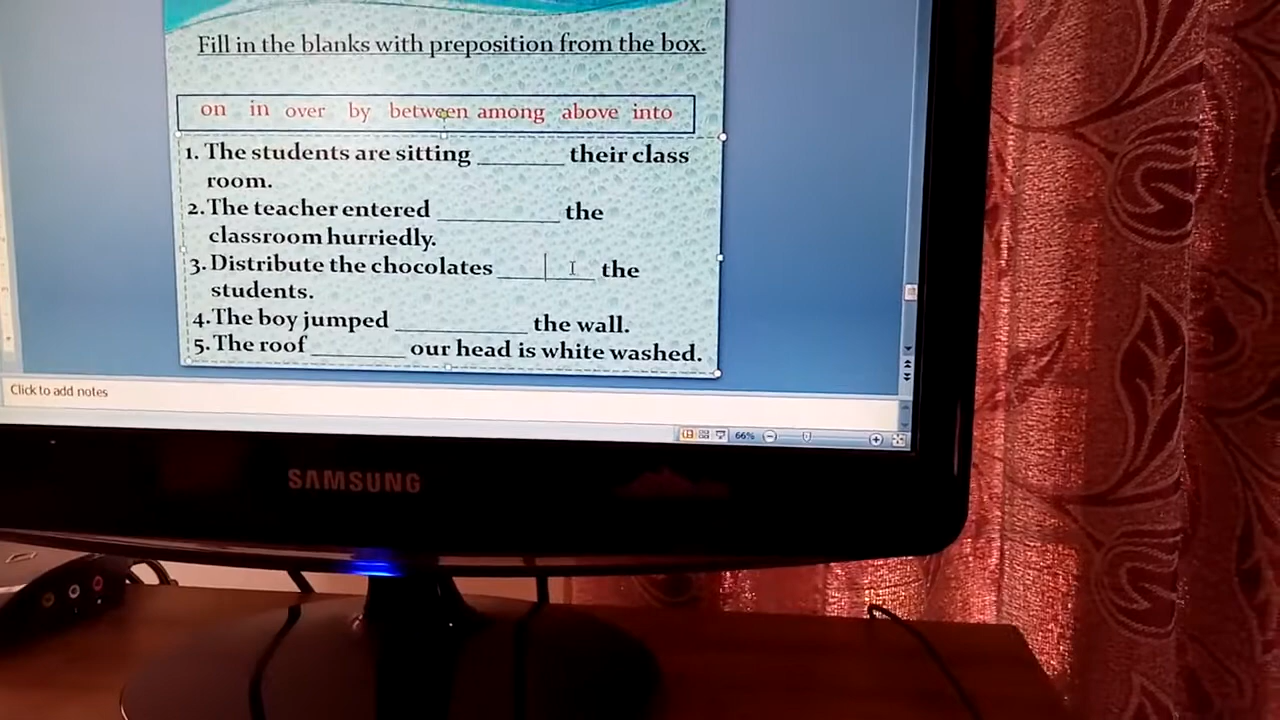 Fill in the blanks with preposition from the box.
on in over by between among above into
1. The students are sitting ________ their class
room.
2. The teacher entered ___________ the
classroom hurriedly.
3. Distribute the chocolates _________ the
students.
4. The boy jumped ____________ the wall.
5. The roof _________ our head is white washed.
Click to add notes
66%
SAMSUNG